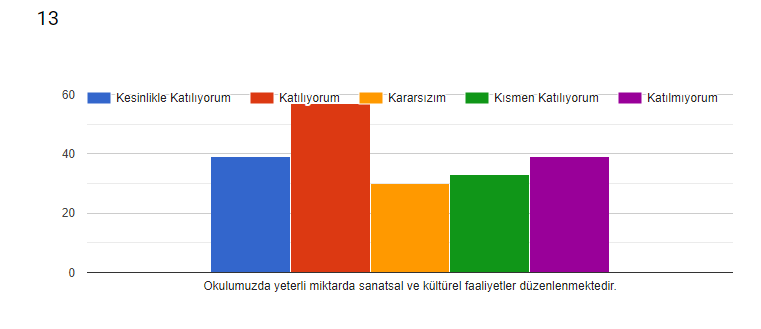 13
60
Kesinlikle Katılıyorum Katılıyorum Kararsızım Kısmen Katılıyorum Katılmıyorum
40
20
0
Okulumuzda yeterli miktarda sanatsal ve kültürel faaliyetler düzenlenmektedir.